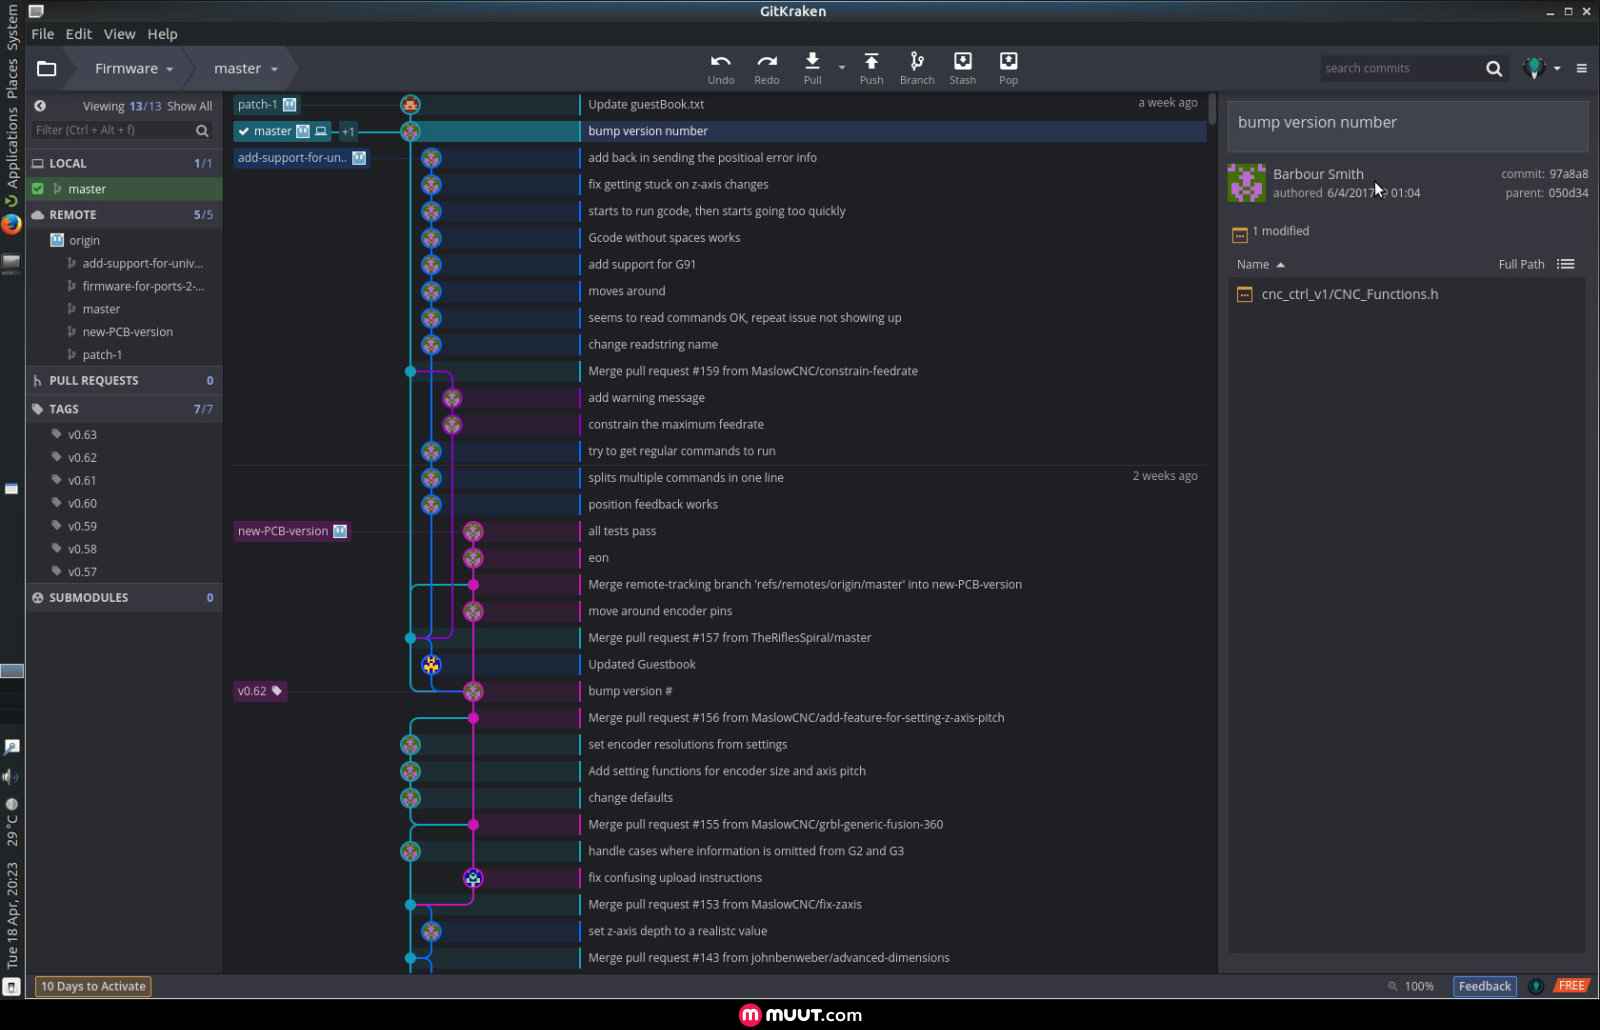 GitKraken
File Edit View Help
Firmware master Undo Redo Pull Push Branch Stash Pop search commits
Viewing 13/13 Show All
Filter (Ctrl + Alt + f)
LOCAL 1/1
master
REMOTE 5/5
origin
add-support-for-univ...
firmware-for-ports-2-...
master
new-PCB-version
patch-1
PULL REQUESTS 0
TAGS 7/7
v0.63
v0.62
v0.61
v0.60
v0.59
v0.58
v0.57
SUBMODULES 0
patch-1 Update guestBook.txt a week ago
master +1 bump version number
add-support-for-un.. add back in sending the positioal error info
fix getting stuck on z-axis changes
starts to run gcode, then starts going too quickly
Gcode without spaces works
add support for G91
moves around
seems to read commands OK, repeat issue not showing up
change readstring name
Merge pull request #159 from MaslowCNC/constrain-feedrate
add warning message
constrain the maximum feedrate
try to get regular commands to run
splits multiple commands in one line 2 weeks ago
position feedback works
new-PCB-version all tests pass
eon
Merge remote-tracking branch 'refs/remotes/origin/master' into new-PCB-version
move around encoder pins
Merge pull request #157 from TheRiflesSpiral/master
Updated Guestbook
v0.62 bump version #
Merge pull request #156 from MaslowCNC/add-feature-for-setting-z-axis-pitch
set encoder resolutions from settings
Add setting functions for encoder size and axis pitch
change defaults
Merge pull request #155 from MaslowCNC/grbl-generic-fusion-360
handle cases where information is omitted from G2 and G3
fix confusing upload instructions
Merge pull request #153 from MaslowCNC/fix-zaxis
set z-axis depth to a realistc value
Merge pull request #143 from johnbenweber/advanced-dimensions
bump version number
Barbour Smith commit: 97a8a8
authored 6/4/2017 01:04 parent: 050d34
1 modified
Name Full Path
cnc_ctrl_v1/CNC_Functions.h
10 Days to Activate 100% Feedback FREE
Applications Places System
Tue 18 Apr, 20:23 29°C
muut.com